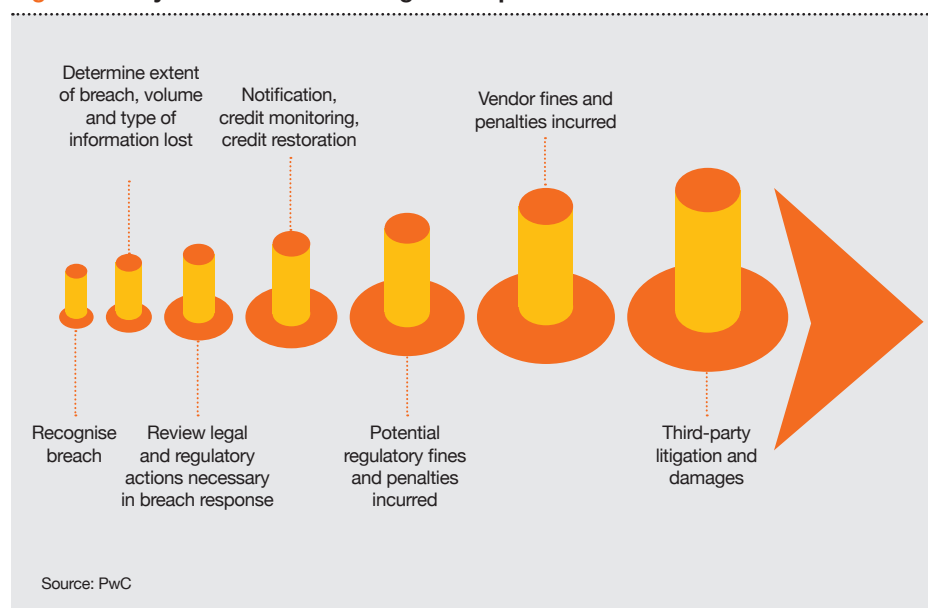 Determine extent
of breach, volume
and type of
information lost
Notification,
credit monitoring,
credit restoration
Vendor fines and
penalties incurred
Recognise
breach
Review legal
and regulatory
actions necessary
in breach response
Potential
regulatory fines
and penalties
incurred
Third-party
litigation and
damages
Source: PwC